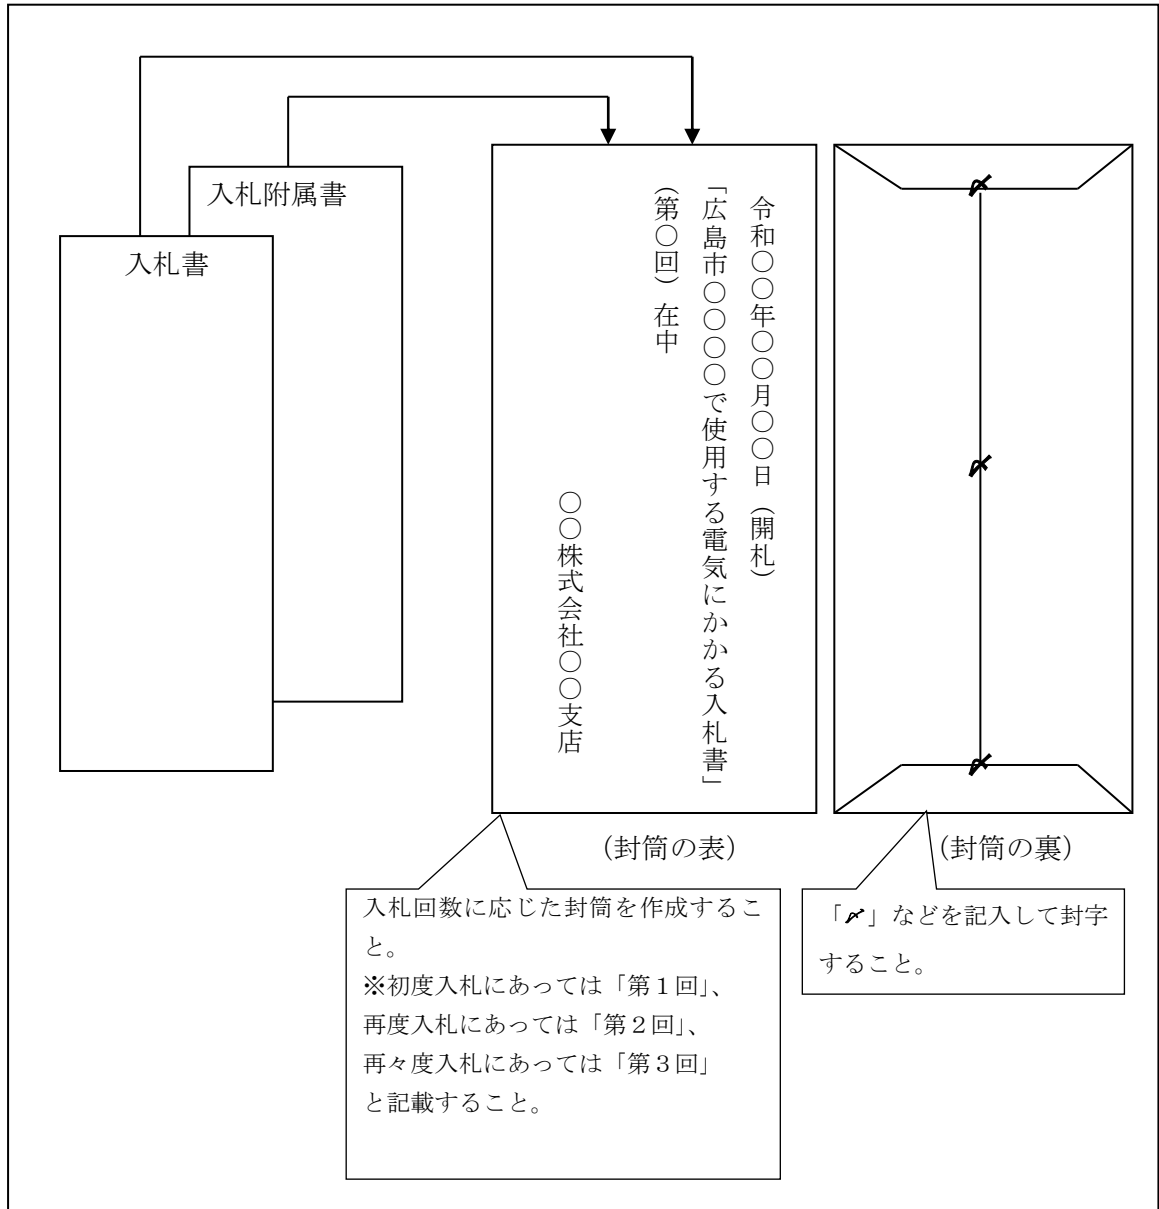 入札附属書
入札書
令和〇〇年〇〇月〇〇日（開札）
「広島市〇〇〇〇で使用する電気にかかる入札書」
（第〇回）在中
〇〇株式会社〇〇支店
（封筒の表）
（封筒の裏）
入札回数に応じた封筒を作成するこ
と。
※初度入札にあっては「第１回」、
再度入札にあっては「第２回」、
再々度入札にあっては「第３回」
と記載すること。
「〆」などを記入して封字
すること。
〆
〆
〆